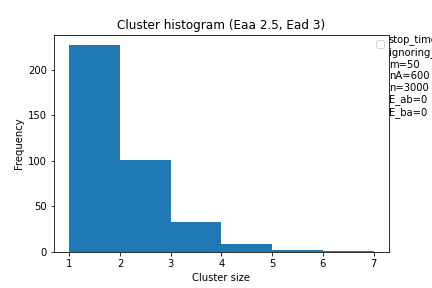 Cluster histogram (Eaa 2.5, Ead 3)
stop_time
ignoring_
m=50
nA=600
n=3000
E_ab=0
E_ba=0
Frequency
200
150
100
50
0
1 2 3 4 5 6 7
Cluster size